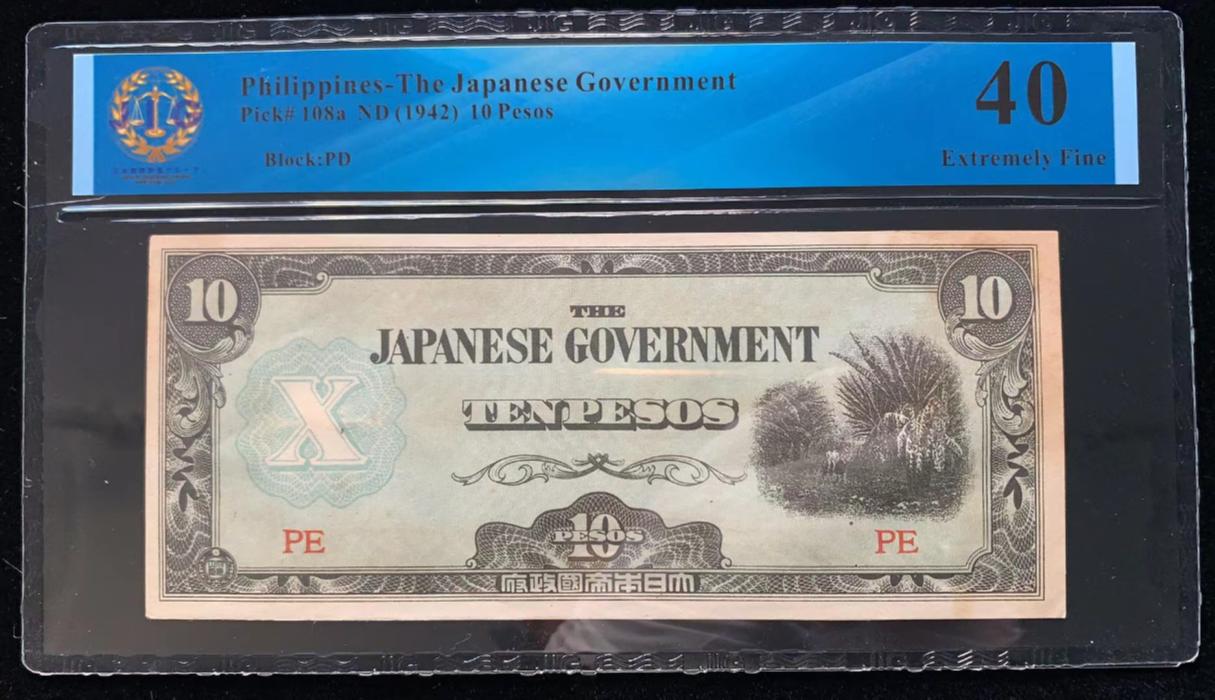 Philippines-The Japanese Government
Pick# 108a ND (1942) 10 Pesos
Block:PD
40
Extremely Fine
10
10
THE
JAPANESE GOVERNMENT
X
TEN PESOS
10
PESOS
PE
PE
府政國帝本日大